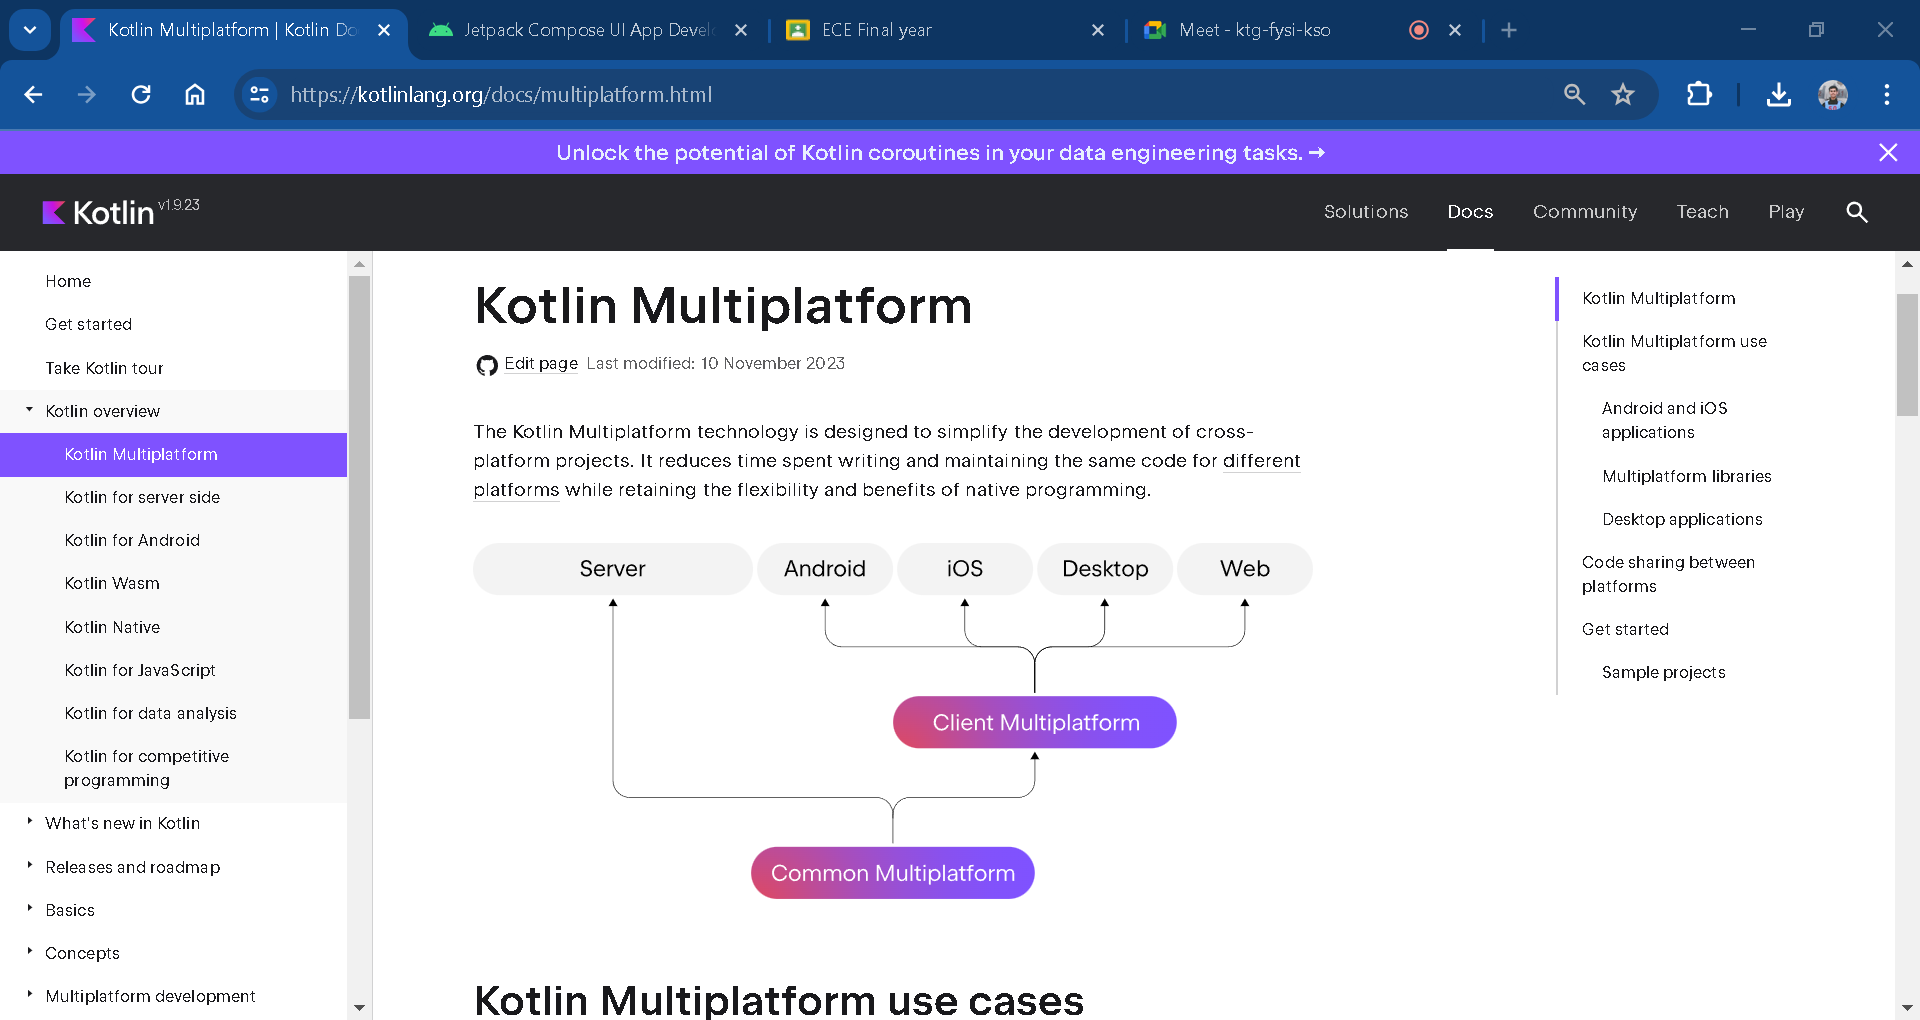 Kotlin Multiplatform | Kotlin Do
Jetpack Compose UI App Develo
ECE Final year
Meet - ktg-fysi-kso
https://kotlinlang.org/docs/multiplatform.html
Unlock the potential of Kotlin coroutines in your data engineering tasks. →
Kotlin v1.9.23
Solutions
Docs
Community
Teach
Play
Home
Get started
Take Kotlin tour
Kotlin overview
Kotlin Multiplatform
Kotlin for server side
Kotlin for Android
Kotlin Wasm
Kotlin Native
Kotlin for JavaScript
Kotlin for data analysis
Kotlin for competitive
programming
What's new in Kotlin
Releases and roadmap
Basics
Concepts
Multiplatform development
Kotlin Multiplatform
Edit page Last modified: 10 November 2023
The Kotlin Multiplatform technology is designed to simplify the development of cross-
platform projects. It reduces time spent writing and maintaining the same code for different
platforms while retaining the flexibility and benefits of native programming.
Server
Android
iOS
Desktop
Web
Client Multiplatform
Common Multiplatform
Kotlin Multiplatform use cases
Kotlin Multiplatform
Kotlin Multiplatform use
cases
Android and iOS
applications
Multiplatform libraries
Desktop applications
Code sharing between
platforms
Get started
Sample projects